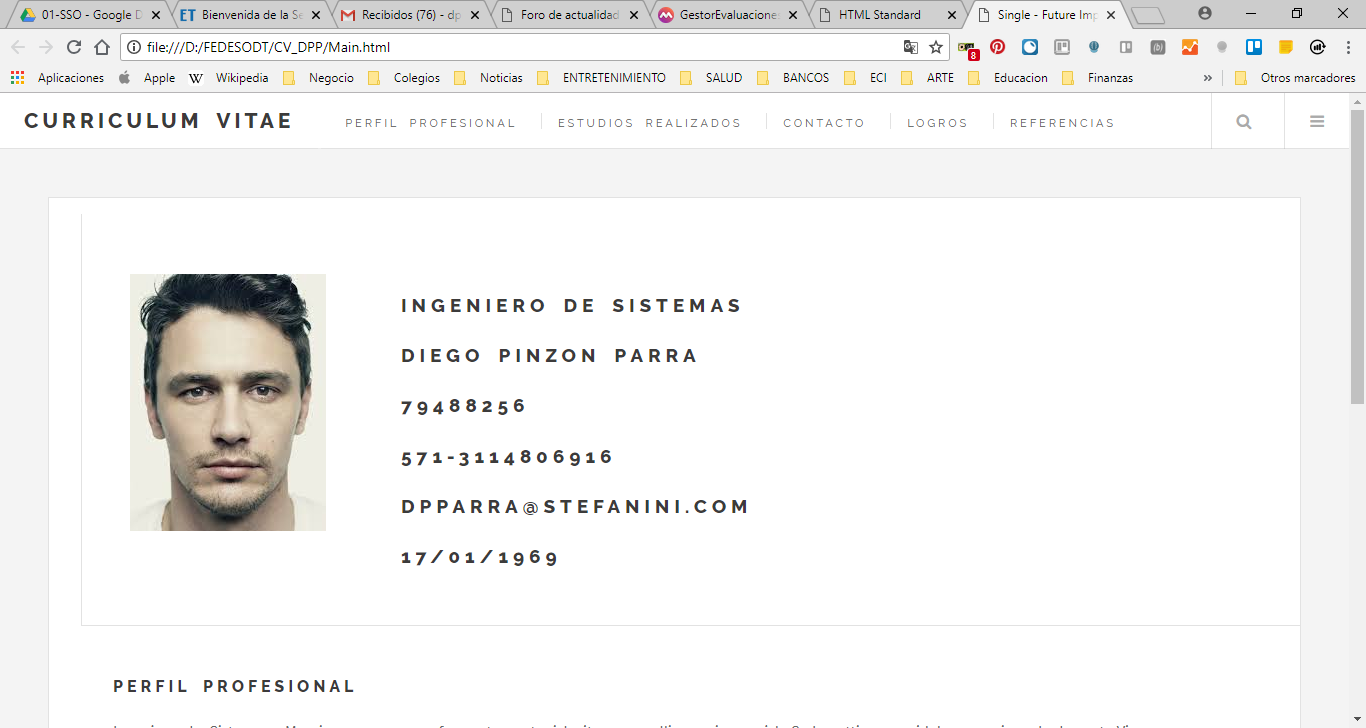 01-SSO - Google D
Bienvenida de la Se
Recibidos (76) - dp
Foro de actualidad
GestorEvaluaciones
HTML Standard
Single - Future Imp
file:///D:/FEDESODT/CV_DPP/Main.html
8
Aplicaciones Apple Wikipedia Negocio Colegios Noticias ENTRETENIMIENTO SALUD BANCOS ECI ARTE Educacion Finanzas » Otros marcadores
CURRICULUM VITAE
PERFIL PROFESIONAL ESTUDIOS REALIZADOS CONTACTO LOGROS REFERENCIAS
INGENIERO DE SISTEMAS
DIEGO PINZON PARRA
79488256
571-3114806916
DPPARRA@STEFANINI.COM
17/01/1969
PERFIL PROFESIONAL